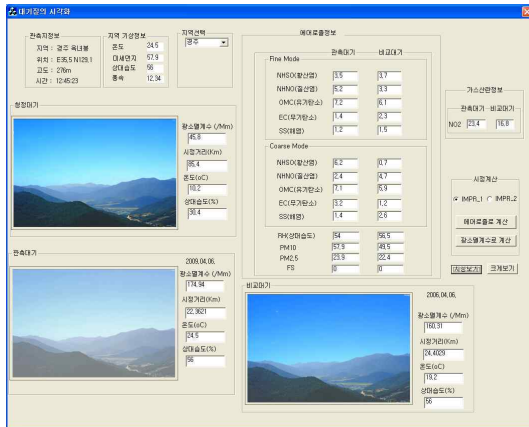 대기장의 시각화
관측지정보
지역 : 경주 옥녀봉
위치 : E35,5 N129,1
고도 : 276m
시간 : 12:45:23
지역 기상정보
온도 24,5
미세먼지 57,9
상대습도 56
풍속 12,34
지역선택
경주
에어로졸정보
관측대기 비교대기
Fine Mode
NHSO(황산염) 3,5 3,7
NHNO(질산염) 5,2 3,3
OMC(유기탄소) 7,2 6,1
EC(무기탄소) 1,4 2,3
SS(해염) 1,2 1,5
Coarse Mode
NHSO(황산염) 6,2 0,7
NHNO(질산염) 2,4 4,7
OMC(유기탄소) 7,1 5,9
EC(무기탄소) 3,2 1,2
SS(해염) 1,4 2,6
RH(상대습도) 54 56,5
PM10 57,9 49,5
PM2,5 23,9 22,4
FS 0 0
가스산란정보
관측대기 비교대기
NO2 23,4 16,8
시정계산
IMPR_1 IMPR_2
에어로졸로 계산
광소멸계수로 계산
크게보기
청정대기
광소멸계수 (/Mm)
45,8
시정거리(Km)
85,4
온도(oC)
10,2
상대습도(%)
30,4
관측대기
2009,04,06,
광소멸계수 (/Mm)
174,94
시정거리(Km)
22,3621
온도(oC)
24,5
상대습도(%)
56
비교대기
2006,04,06,
광소멸계수 (/Mm)
160,31
시정거리(Km)
24,4029
온도(oC)
19,2
상대습도(%)
56